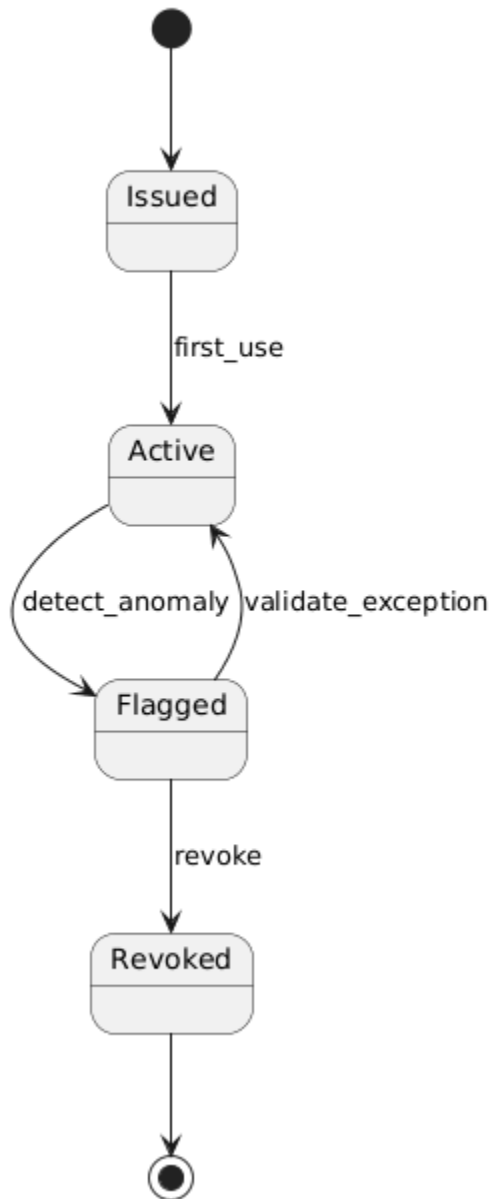 Issued
first_use
Active
detect_anomaly
validate_exception
Flagged
revoke
Revoked